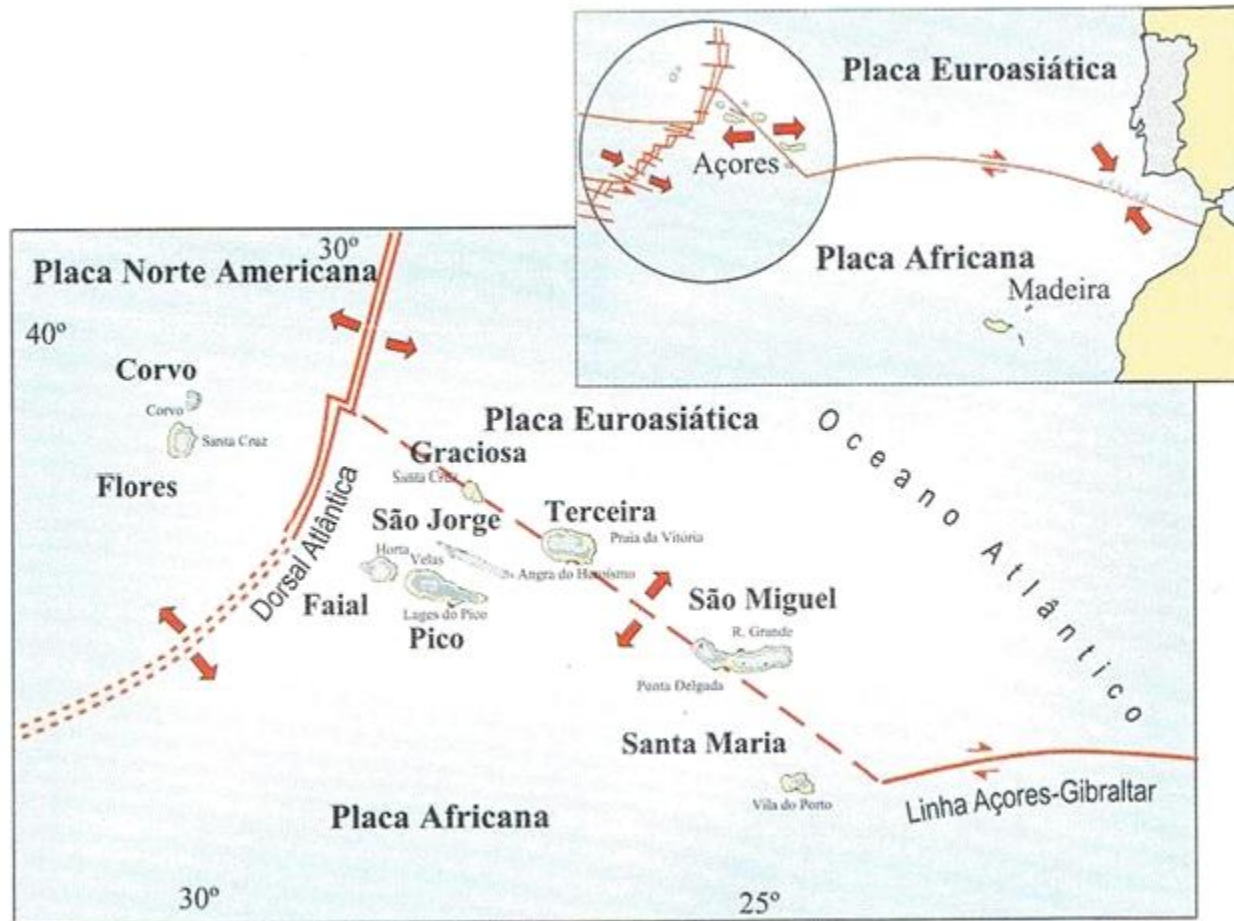 Placa Euroasiática
Açores
Placa Africana
Madeira
30º
Placa Norte Americana
40º
Corvo
Corvo
Santa Cruz
Flores
Dorsal Atlântica
Placa Euroasiática
Graciosa
Santa Cruz
São Jorge
Terceira
Praia da Vitória
Horta
Velas
Angra do Heroísmo
Faial
Lages do Pico
Pico
São Miguel
R. Grande
Ponta Delgada
Santa Maria
Vila do Porto
Oceano Atlântico
Linha Açores-Gibraltar
Placa Africana
30º
25º